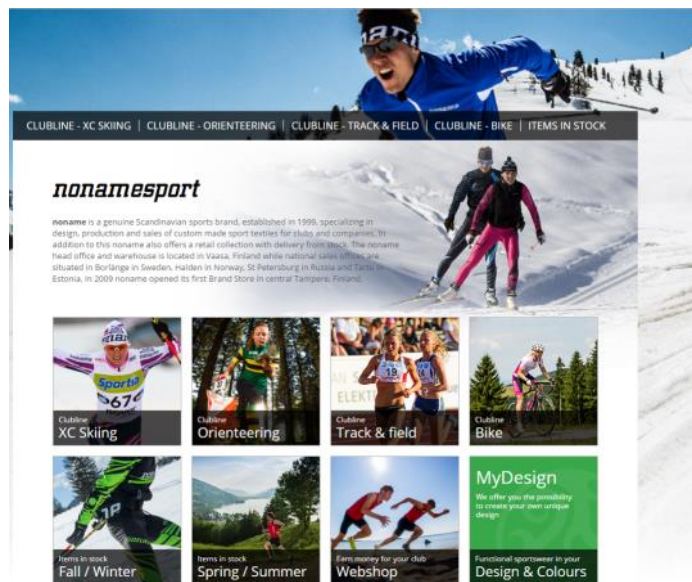 CLUBLINE - XC SKIING | CLUBLINE - ORIENTEERING | CLUBLINE - TRACK & FIELD | CLUBLINE - BIKE | ITEMS IN STOCK
nonamesport
noname is a genuine Scandinavian sports brand, established in 1999, specializing in
design, production and sales of custom made sport textiles for clubs and companies. In
addition to this noname also offers a retail collection with delivery from stock. The noname
head office and warehouse is located in Vaasa, Finland while national sales offices are
situated in Borlänge in Sweden, Halden in Norway, St Petersburg in Russia and Tartu in
Estonia. In 2009 noname opened its first Brand Store in central Tampere, Finland.
Sportia
67
Clubline
XC Skiing
Clubline
Orienteering
19
ELEKT
Clubline
Track & field
Clubline
Bike
Items in stock
Fall / Winter
Items in stock
Spring / Summer
Earn money for your club
Webshop
MyDesign
We offer you the possibility
to create your own unique
design
Functional sportswear in your
Design & Colours